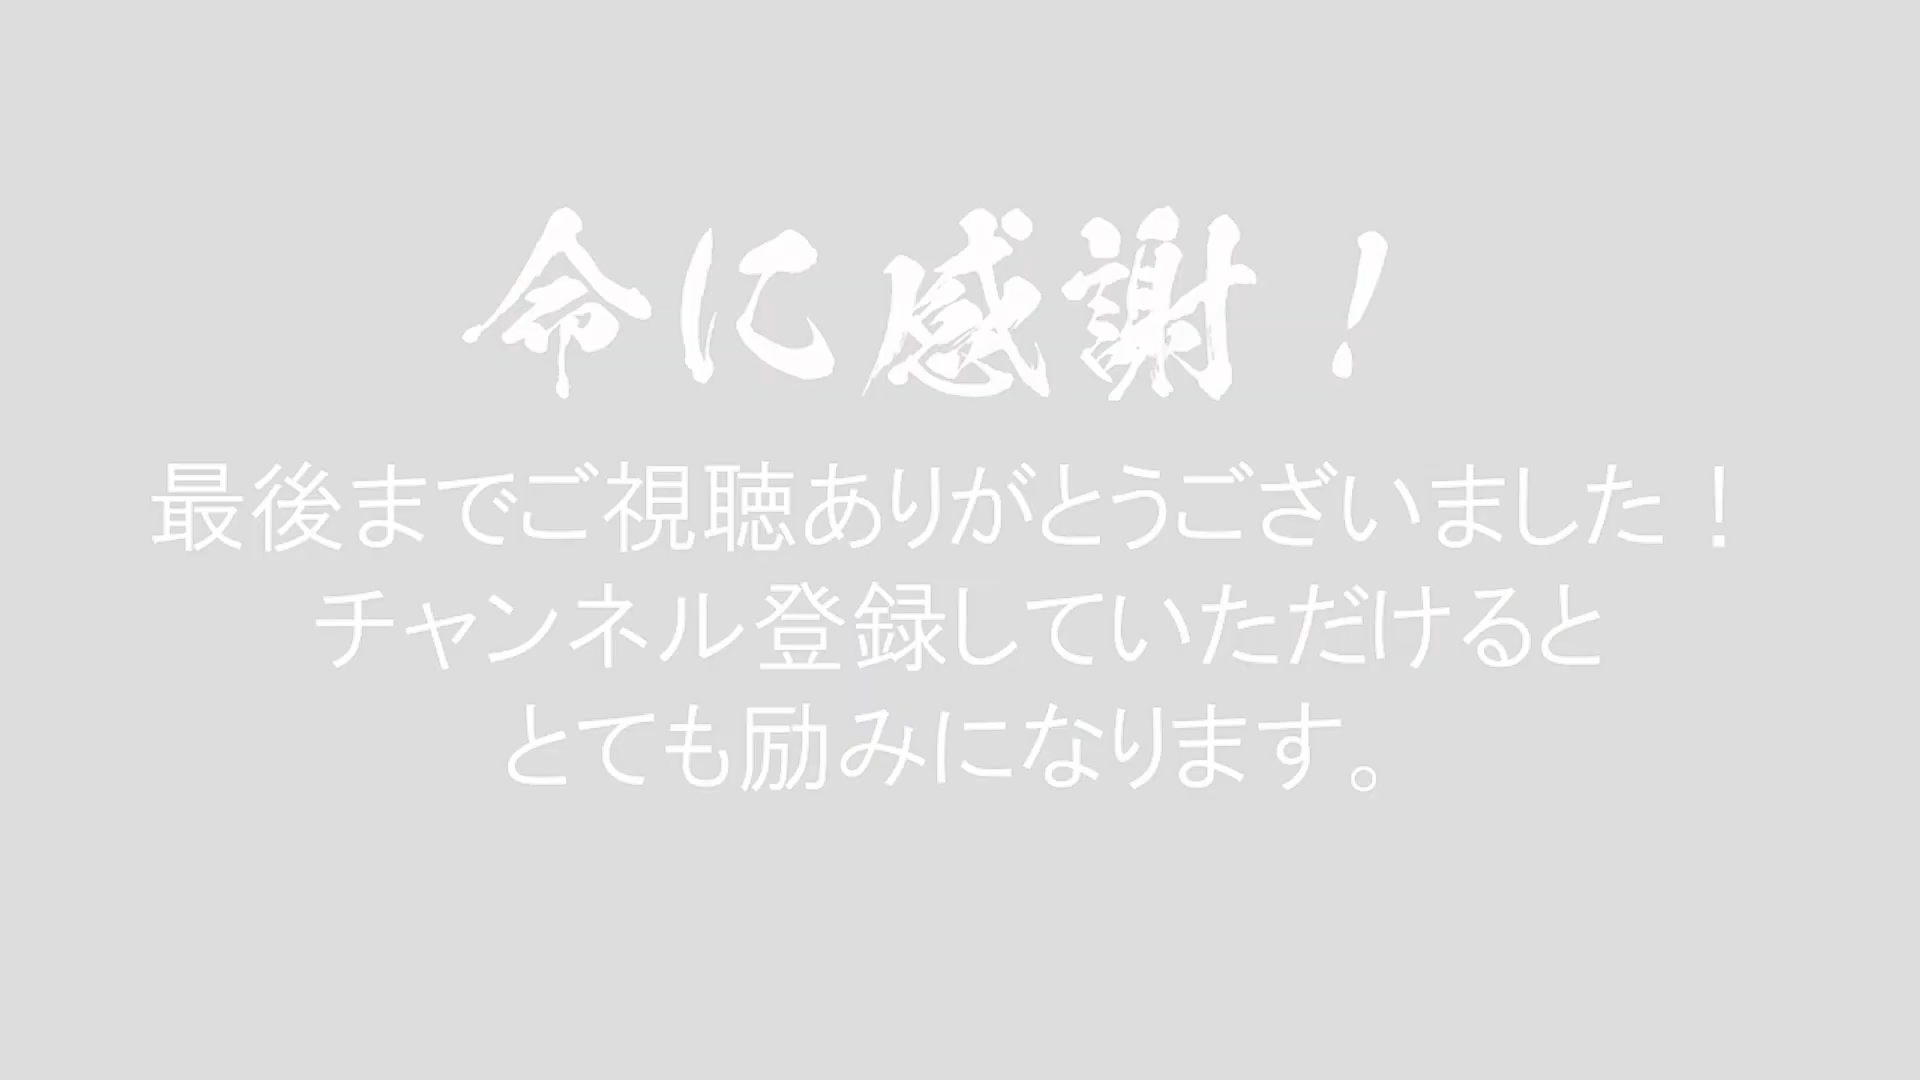 命に感謝！
最後までご視聴ありがとうございました！
チャンネル登録していただけると
とても励みになります。